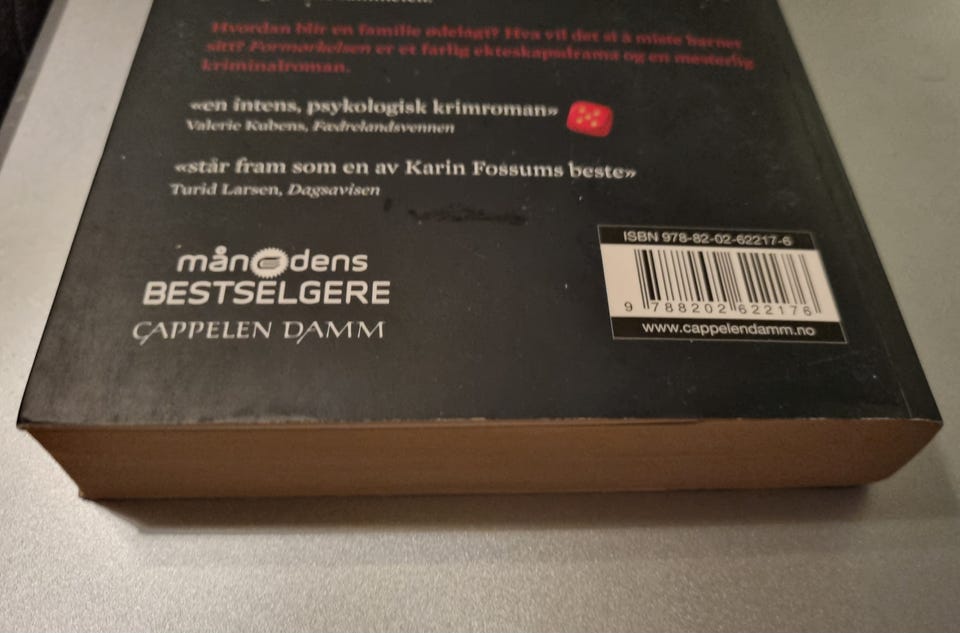 Hvordan blir en familie ødelagt? Hva vil det si å miste barnet
sitt? Formørkelsen er et farlig ekteskapsdrama og en mesterlig
kriminalroman.
«en intens, psykologisk krimroman»
Valerie Kubens, Fædrelandsvennen
«står fram som en av Karin Fossums beste»
Turid Larsen, Dagsavisen
månedens
BESTSELGERE
CAPPELEN DAMM
ISBN 978-82-02-62217-6
9 788202 622176
www.cappelendamm.no